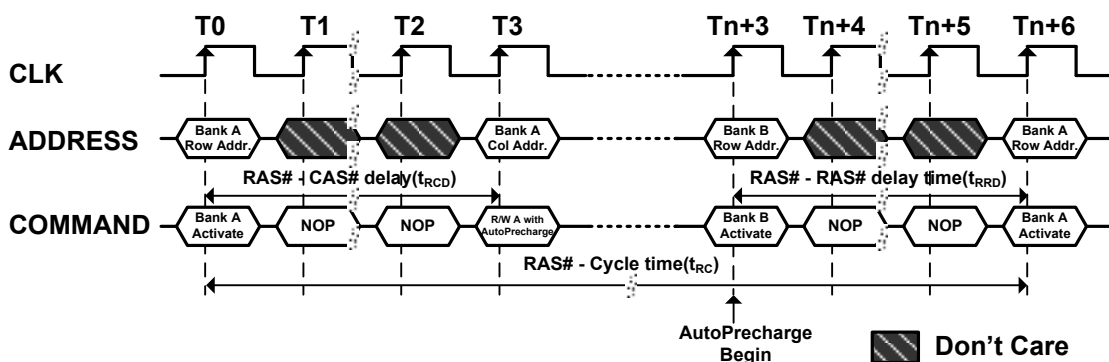 T0 T1 T2 T3 Tn+3 Tn+4 Tn+5 Tn+6
CLK
ADDRESS
Bank A
Row Addr.
Bank A
Col Addr.
Bank B
Row Addr.
Bank A
Row Addr.
RAS# - CAS# delay(tRCD)
RAS# - RAS# delay time(tRRD)
COMMAND
Bank A
Activate
NOP
NOP
R/W A with
AutoPrecharge
Bank B
Activate
NOP
NOP
Bank A
Activate
RAS# - Cycle time(tRC)
AutoPrecharge
Begin
Don't Care